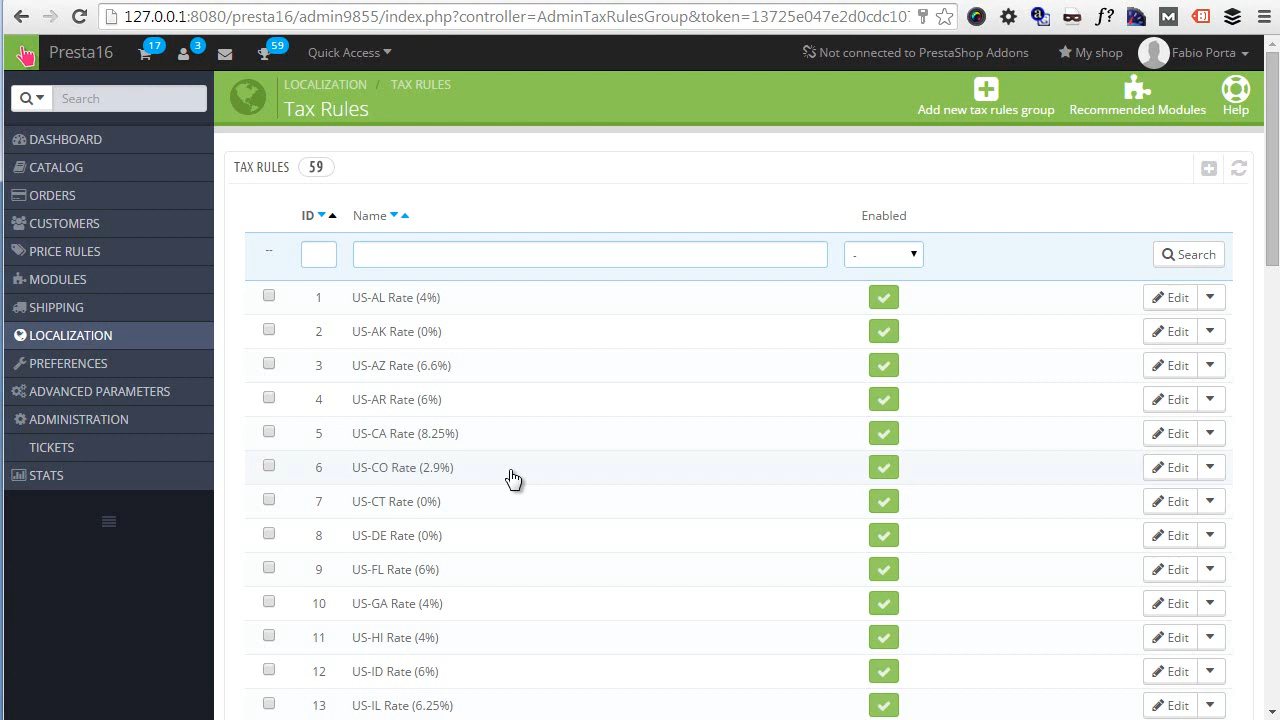 127.0.0.1:8080/presta16/admin9855/index.php?controller=AdminTaxRulesGroup&token=13725e047e2d0cdc107
Presta16 17 3 59 Quick Access Not connected to PrestaShop Addons My shop Fabio Porta
Search
LOCALIZATION / TAX RULES
Tax Rules
Add new tax rules group Recommended Modules Help
DASHBOARD
CATALOG
ORDERS
CUSTOMERS
PRICE RULES
MODULES
SHIPPING
LOCALIZATION
PREFERENCES
ADVANCED PARAMETERS
ADMINISTRATION
TICKETS
STATS
TAX RULES 59
ID Name Enabled
-- - Search
1 US-AL Rate (4%) Edit
2 US-AK Rate (0%) Edit
3 US-AZ Rate (6.6%) Edit
4 US-AR Rate (6%) Edit
5 US-CA Rate (8.25%) Edit
6 US-CO Rate (2.9%) Edit
7 US-CT Rate (0%) Edit
8 US-DE Rate (0%) Edit
9 US-FL Rate (6%) Edit
10 US-GA Rate (4%) Edit
11 US-HI Rate (4%) Edit
12 US-ID Rate (6%) Edit
13 US-IL Rate (6.25%) Edit